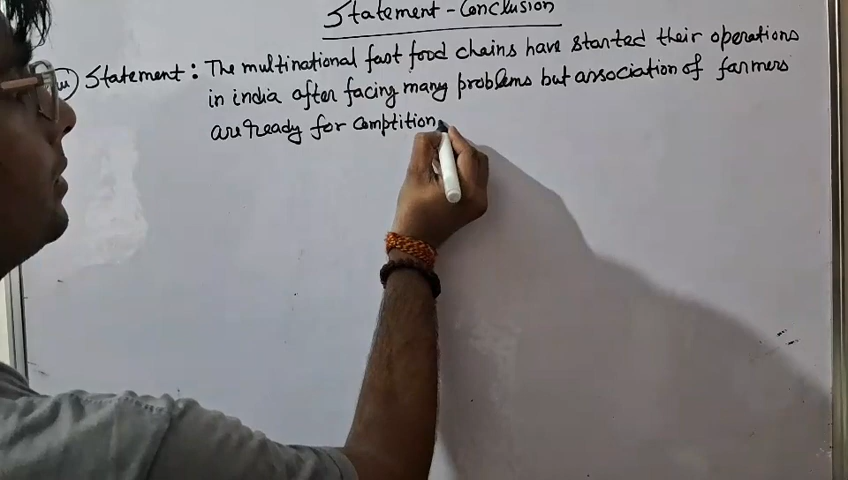 Statement - Conclusion
Statement : The multinational fast food chains have started their operations
in india after facing many problems but association of farmers
are ready for comptition